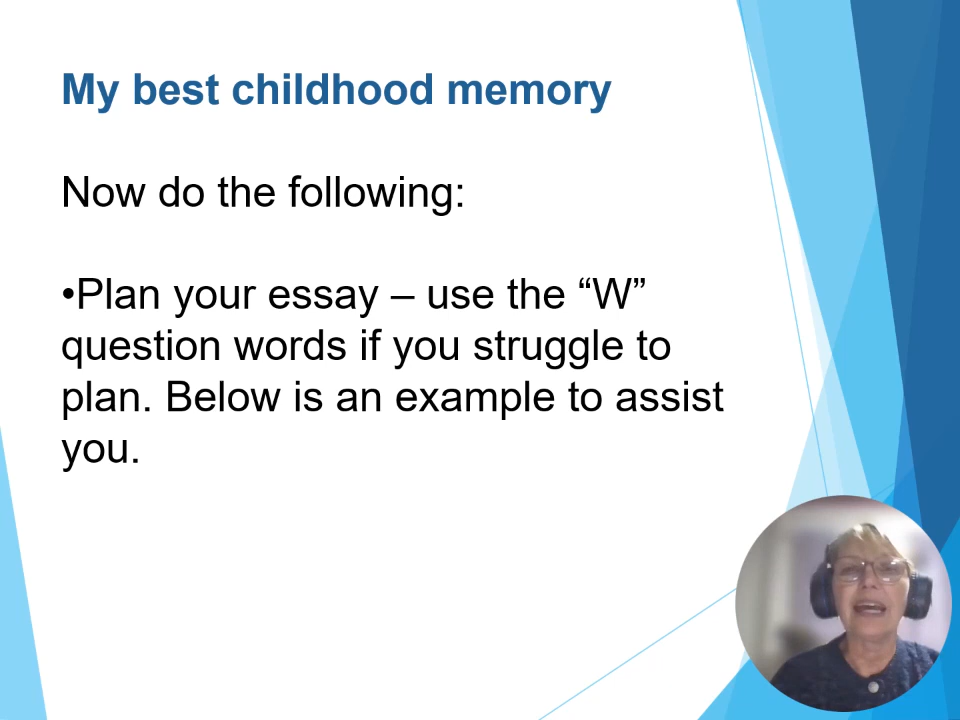 My best childhood memory
Now do the following:
•Plan your essay – use the “W”
question words if you struggle to
plan. Below is an example to assist
you.